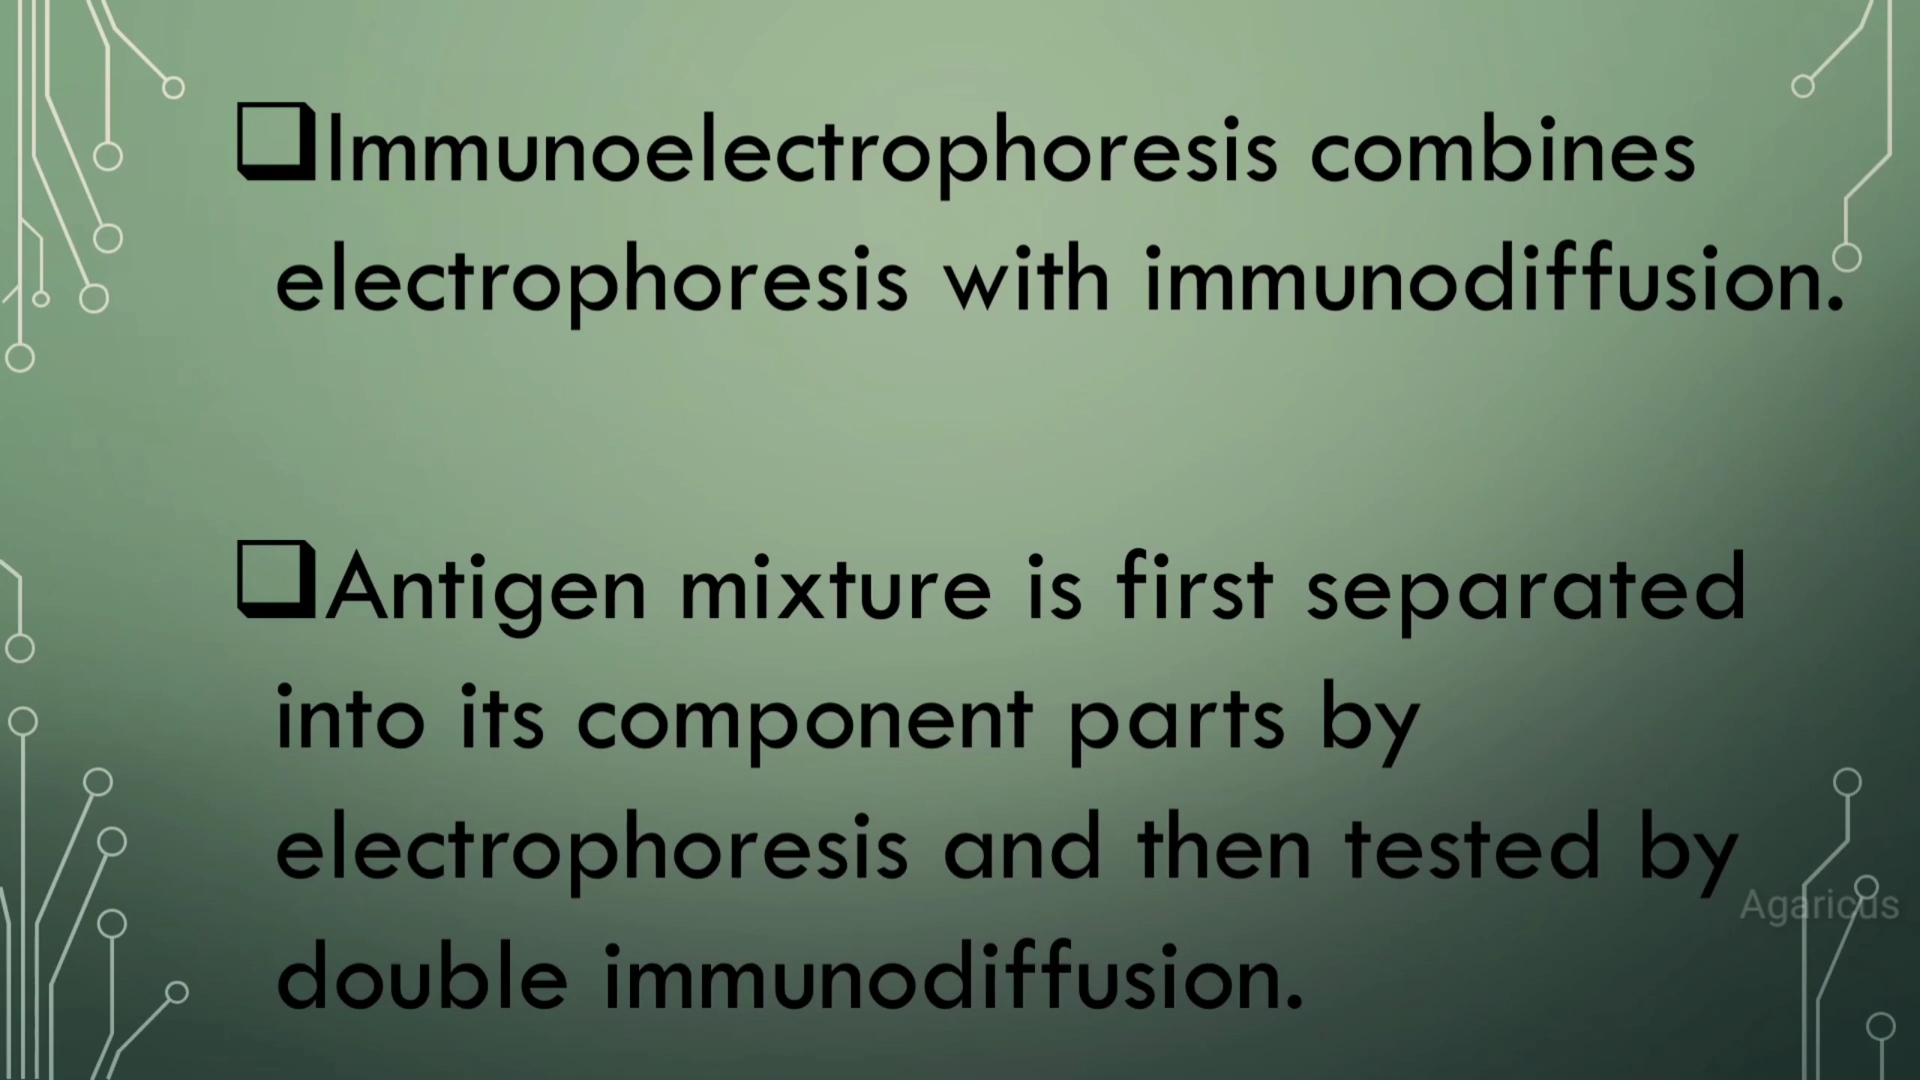 ❑Immunoelectrophoresis combines
electrophoresis with immunodiffusion.
❑Antigen mixture is first separated
into its component parts by
electrophoresis and then tested by
double immunodiffusion.
Agaricus